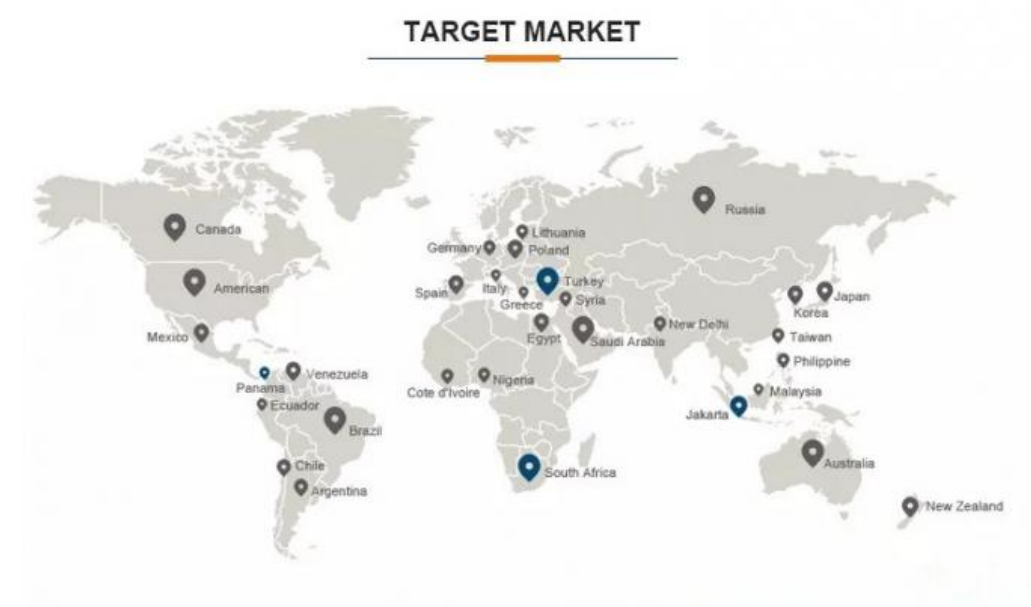 TARGET MARKET
Russia
Canada
Lithuania
Germany
Poland
Turkey
American
Italy
Spain
Japan
Syria
Greece
Korea
New Delhi
Mexico
Egypt
Taiwan
Saudi Arabia
Philippine
Venezuela
Nigeria
Panama
Cote d'Ivoire
Malaysia
Ecuador
Jakarta
Brazil
Australia
Chile
South Africa
Argentina
New Zealand